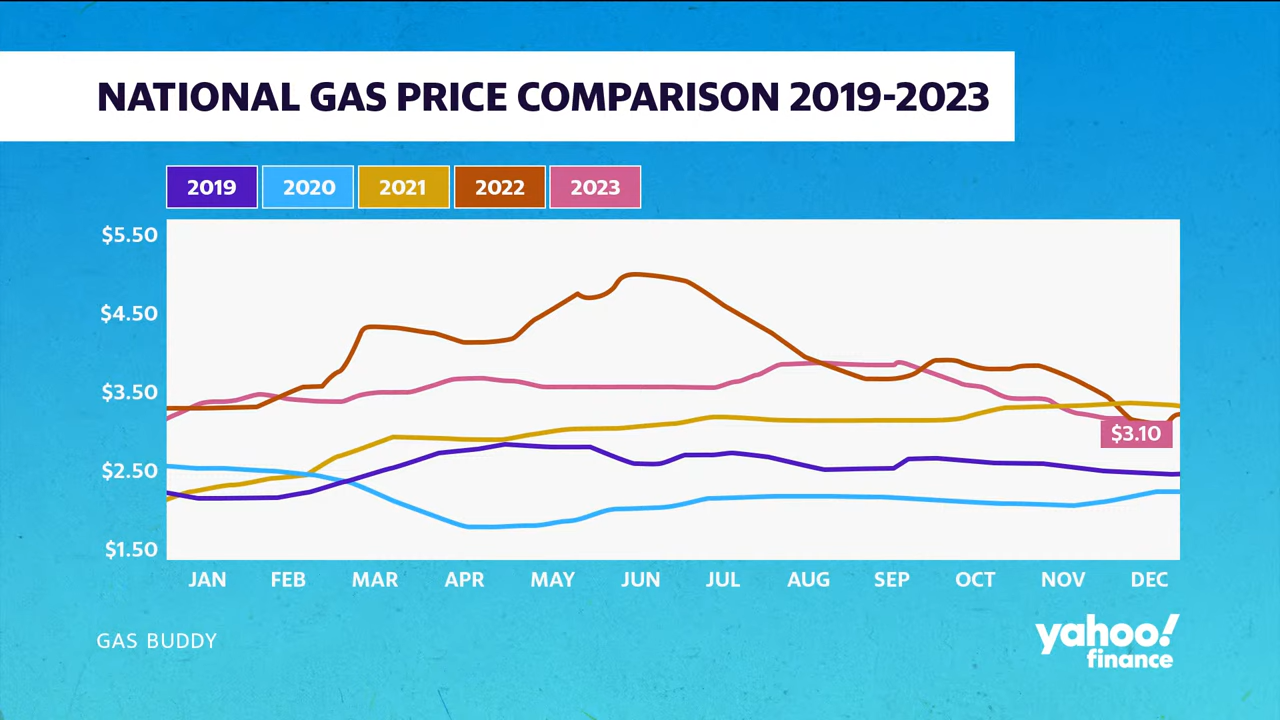 NATIONAL GAS PRICE COMPARISON 2019-2023
2019 2020 2021 2022 2023
$5.50
$4.50
$3.50
$3.10
$2.50
$1.50
JAN FEB MAR APR MAY JUN JUL AUG SEP OCT NOV DEC
GAS BUDDY
yahoo!
finance